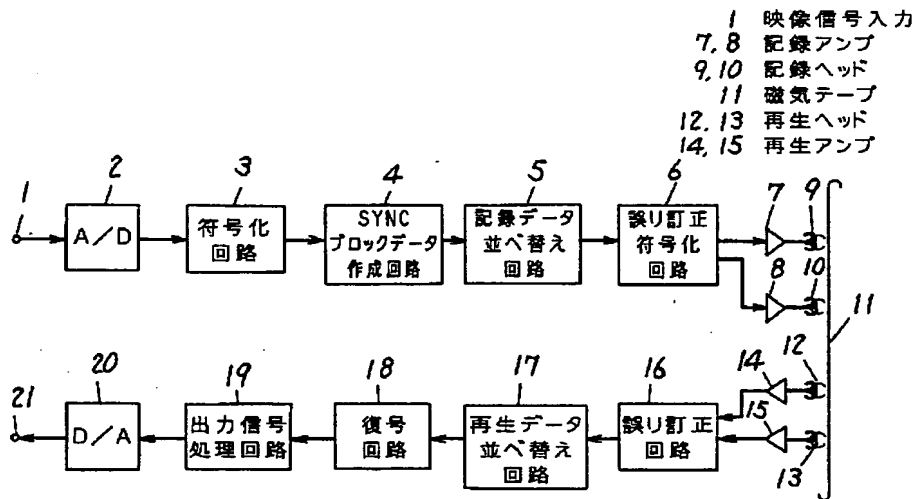 1 映像信号入力
7,8 記録アンプ
9,10 記録ヘッド
11 磁気テープ
12,13 再生ヘッド
14,15 再生アンプ
1
2
3
4
5
6
7
9
A/D
符号化
回路
SYNC
ブロックデータ
作成回路
記録データ
並べ替え
回路
誤り訂正
符号化
回路
8
10
11
21
20
19
18
17
16
14
12
15
13
D/A
出力信号
処理回路
復号
回路
再生データ
並べ替え
回路
誤り訂正
回路